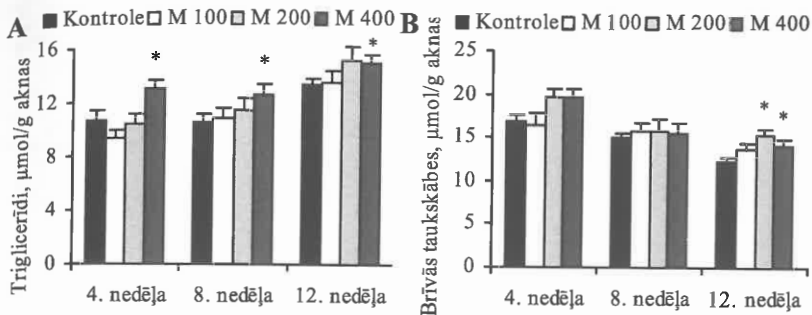 A
Kontrole M 100 M 200 M 400
Triglicerīdi, µmol/g aknas
16
12
8
4
0
*
*
*
4. nedēļa 8. nedēļa 12. nedēļa
B
Kontrole M 100 M 200 M 400
Brīvās taukskābes, µmol/g aknas
25
20
15
10
5
0
*
*
4. nedēļa 8. nedēļa 12. nedēļa